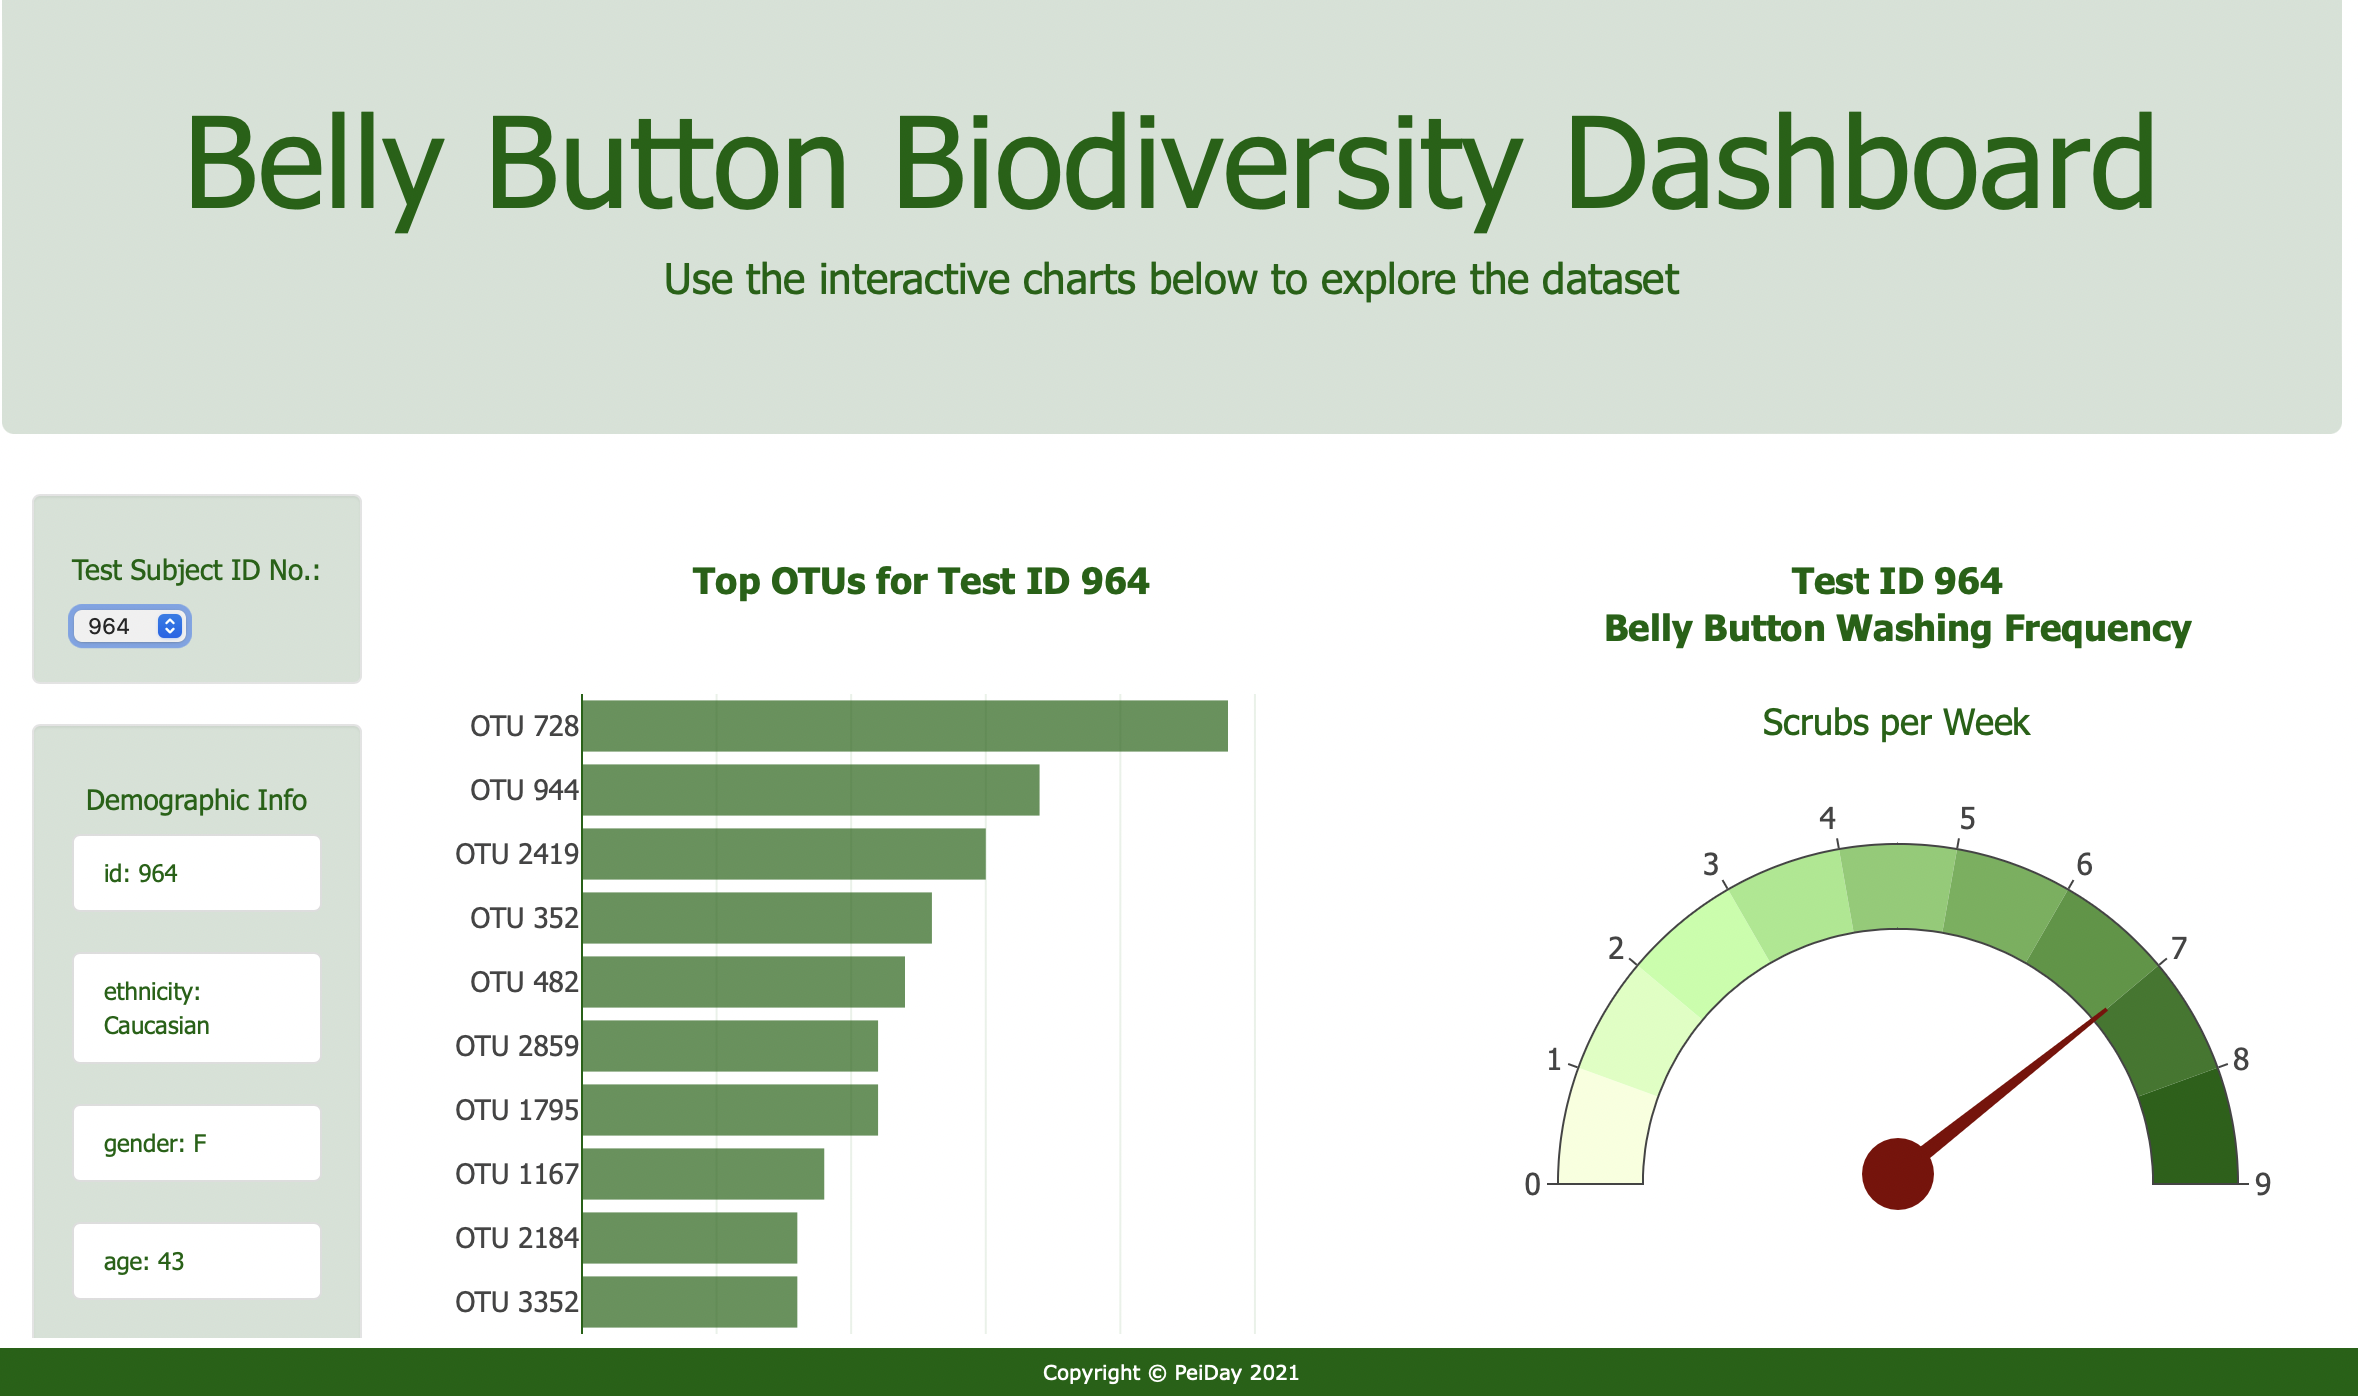 Belly Button Biodiversity Dashboard
Use the interactive charts below to explore the dataset
Test Subject ID No.:
964
Demographic Info
id: 964
ethnicity:
Caucasian
gender: F
age: 43
Top OTUs for Test ID 964
OTU 728
OTU 944
OTU 2419
OTU 352
OTU 482
OTU 2859
OTU 1795
OTU 1167
OTU 2184
OTU 3352
Test ID 964
Belly Button Washing Frequency
Scrubs per Week
0
1
2
3
4
5
6
7
8
9
Copyright © PeiDay 2021